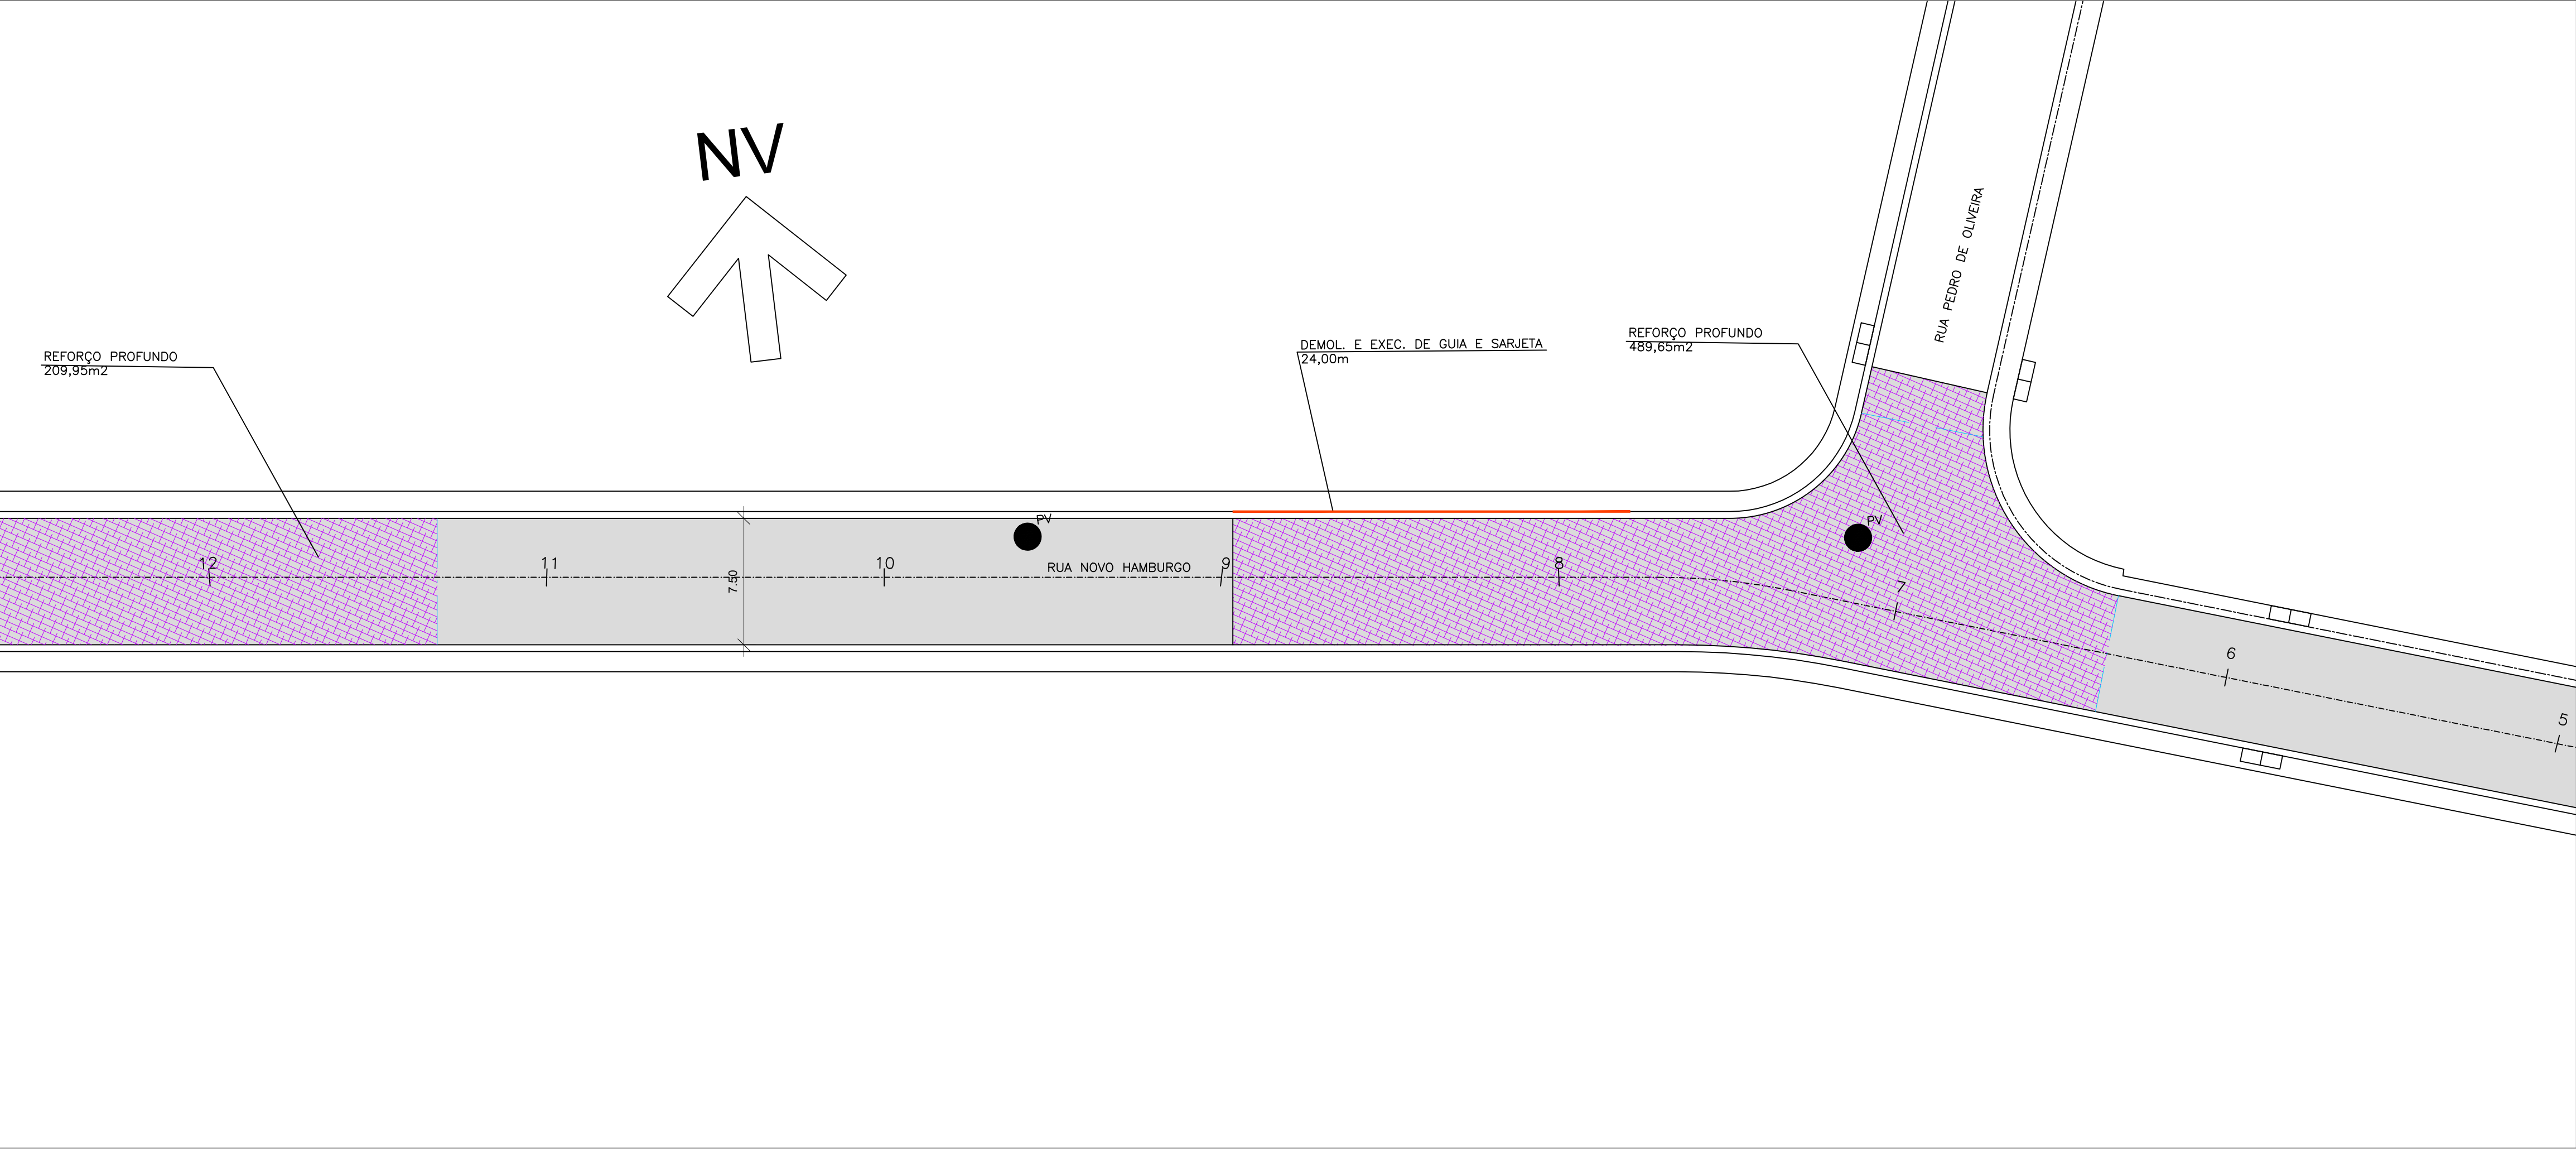 NV
RUA PEDRO DE OLIVEIRA
REFORÇO PROFUNDO
489,65m2
DEMOL. E EXEC. DE GUIA E SARJETA
24,00m
REFORÇO PROFUNDO
209,95m2
PV
PV
12
11
10
RUA NOVO HAMBURGO
9
8
7
7.50
6
5